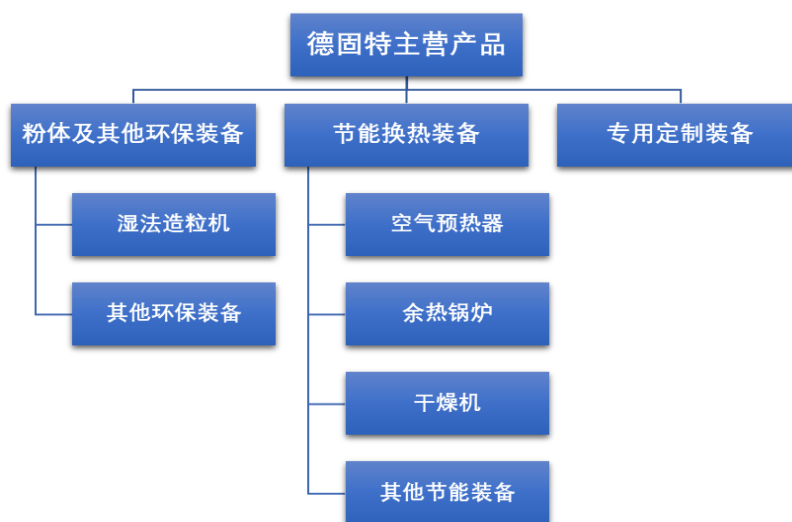 德固特主营产品
粉体及其他环保装备
节能换热装备
专用定制装备
湿法造粒机
空气预热器
其他环保装备
余热锅炉
干燥机
其他节能装备